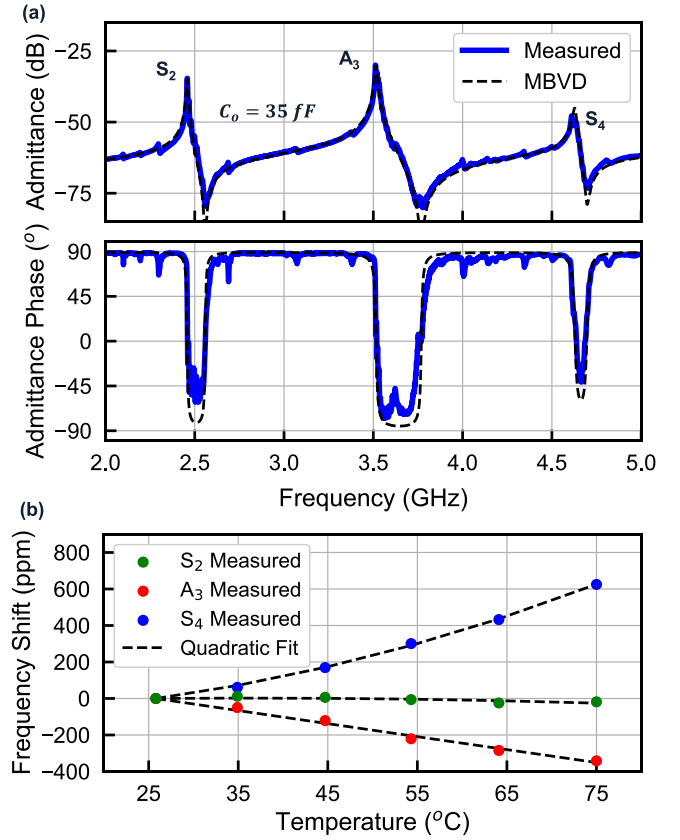 (a)
Admittance (dB)
−25
−50
−75
S₂
A₃
S₄
Cₒ = 35 fF
Measured
MBVD
Admittance Phase (°)
90
45
0
−45
−90
2.0 2.5 3.0 3.5 4.0 4.5 5.0
Frequency (GHz)
(b)
Frequency Shift (ppm)
800
600
400
200
0
−200
−400
S₂ Measured
A₃ Measured
S₄ Measured
Quadratic Fit
25 35 45 55 65 75
Temperature (°C)